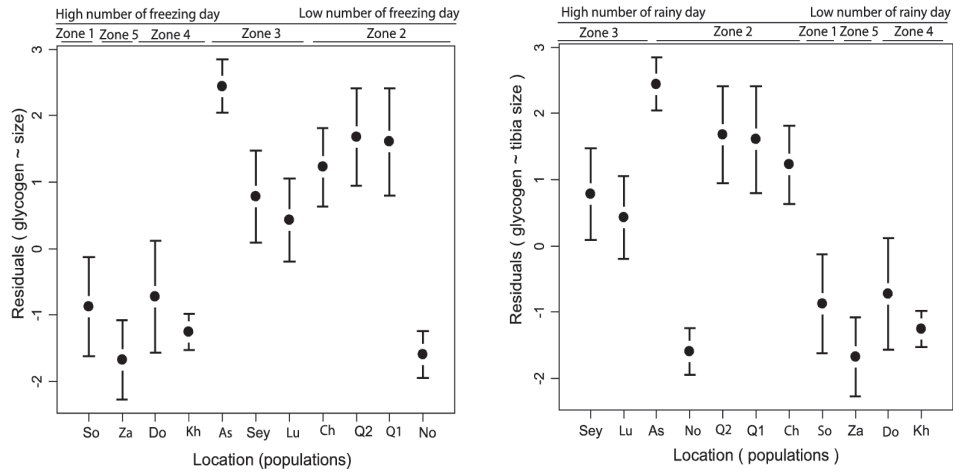 High number of freezing day Low number of freezing day
Zone 1 Zone 5 Zone 4 Zone 3 Zone 2
Residuals ( glycogen ~ size)
3
2
1
0
-1
-2
So Za Do Kh As Sey Lu Ch Q2 Q1 No
Location (populations)
High number of rainy day Low number of rainy day
Zone 3 Zone 2 Zone 1 Zone 5 Zone 4
Residuals ( glycogen ~ tibia size)
3
2
1
0
-1
-2
Sey Lu As No Q2 Q1 Ch So Za Do Kh
Location ( populations )